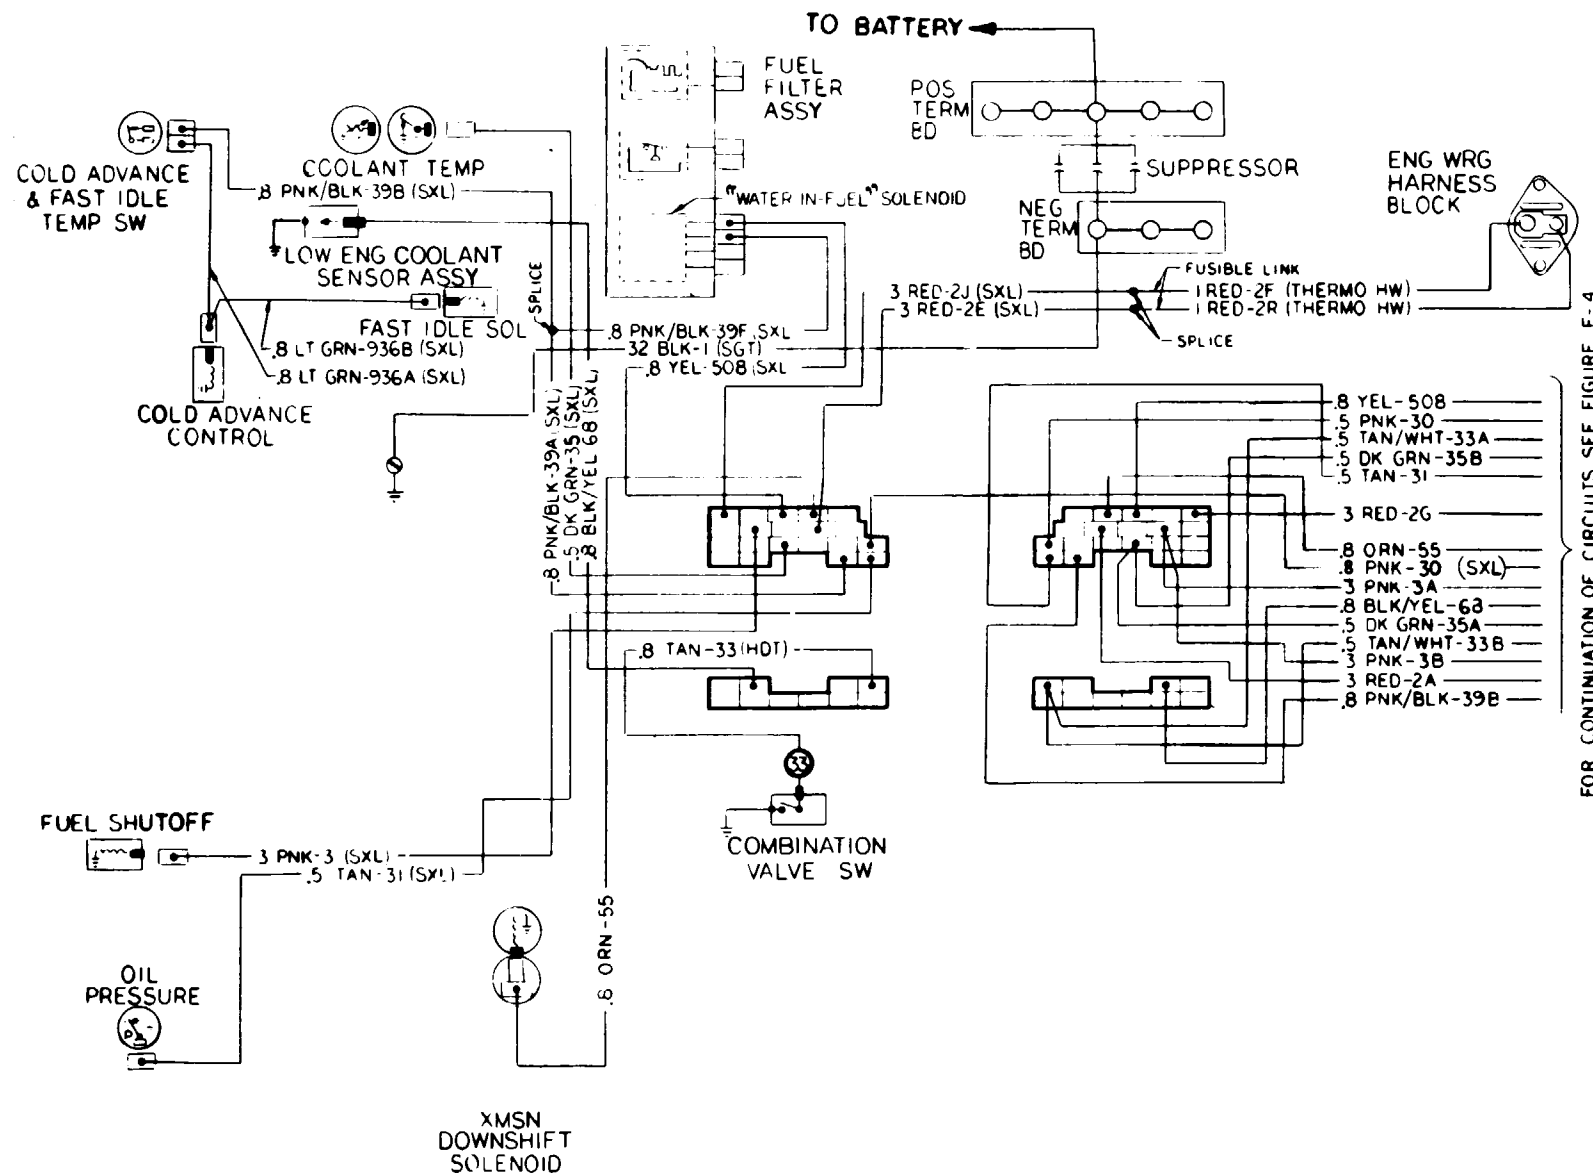 TO BATTERY
FUEL
FILTER
ASSY
POS
TERM
BD
SUPPRESSOR
ENG WRG
HARNESS
BLOCK
COLD ADVANCE
& FAST IDLE
TEMP SW
COOLANT TEMP
.8 PNK/BLK-39B (SXL)
"WATER IN-FUEL" SOLENOID
NEG
TERM
BD
LOW ENG COOLANT
SENSOR ASSY
SPLICE
FUSIBLE LINK
3 RED-2J (SXL)
1 RED-2F (THERMO HW)
3 RED-2E (SXL)
1 RED-2R (THERMO HW)
SPLICE
FAST IDLE SOL
.8 PNK/BLK-39F (SXL
32 BLK-1 (SGT)
.8 YEL-508 (SXL
.8 LT GRN-936B (SXL)
.8 LT GRN-936A (SXL)
COLD ADVANCE
CONTROL
.8 PNK/BLK-39A (SXL)
.5 DK GRN-35 (SXL)
.8 BLK/YEL 68 (SXL)
.8 YEL-508
.5 PNK-30
.5 TAN/WHT-33A
.5 DK GRN-35B
.5 TAN-31
3 RED-2G
.8 ORN-55
.8 PNK-30 (SXL)
3 PNK-3A
.8 BLK/YEL-68
.5 DK GRN-35A
.5 TAN/WHT-33B
3 PNK-3B
3 RED-2A
.8 PNK/BLK-39B
FOR CONTINUATION OF CIRCUITS SEE FIGURE F-4
.8 TAN-33 (HDT)
33
COMBINATION
VALVE SW
FUEL SHUTOFF
3 PNK-3 (SXL)
.5 TAN-31 (SXL)
.8 ORN-55
OIL
PRESSURE
XMSN
DOWNSHIFT
SOLENOID